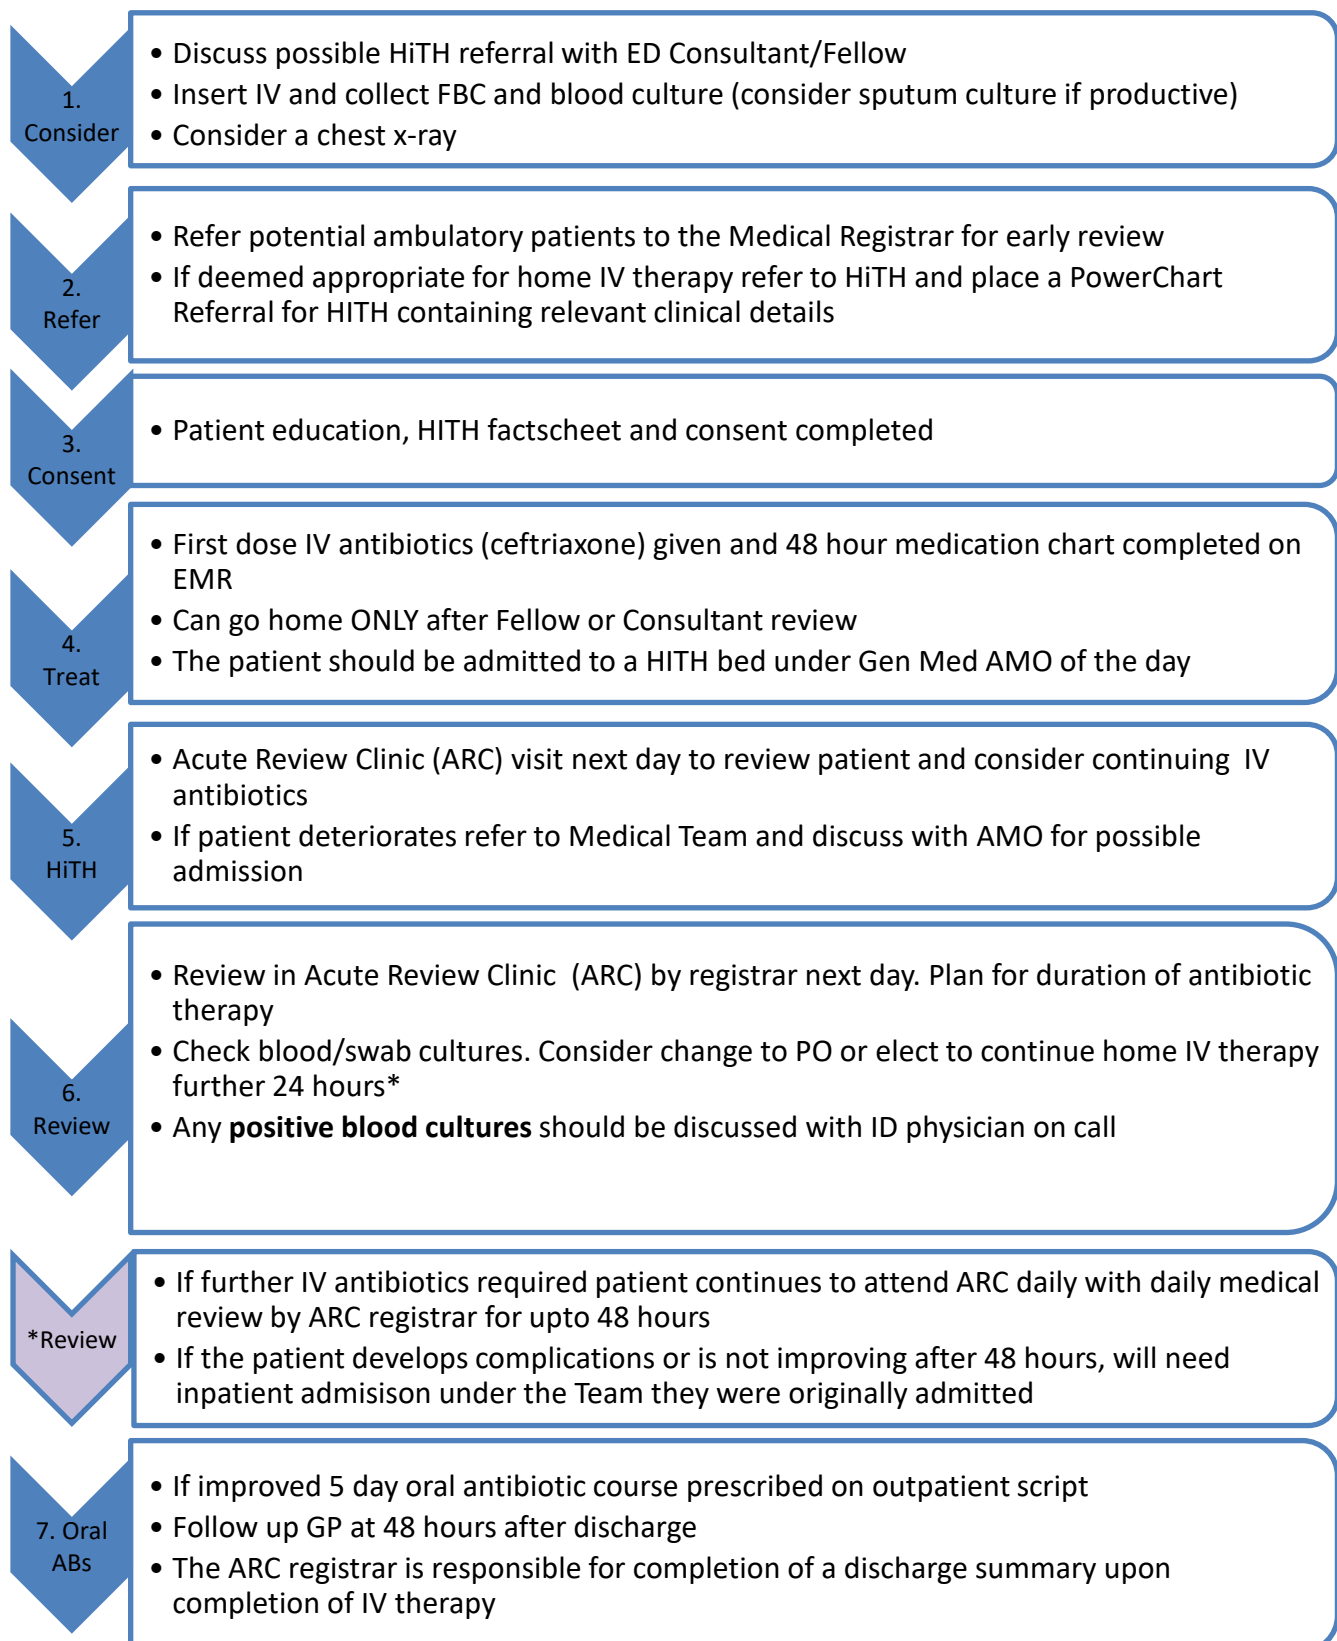 1.
Consider
• Discuss possible HiTH referral with ED Consultant/Fellow
• Insert IV and collect FBC and blood culture (consider sputum culture if productive)
• Consider a chest x-ray
2.
Refer
• Refer potential ambulatory patients to the Medical Registrar for early review
• If deemed appropriate for home IV therapy refer to HiTH and place a PowerChart
Referral for HITH containing relevant clinical details
3.
Consent
• Patient education, HITH factscheet and consent completed
4.
Treat
• First dose IV antibiotics (ceftriaxone) given and 48 hour medication chart completed on
EMR
• Can go home ONLY after Fellow or Consultant review
• The patient should be admitted to a HITH bed under Gen Med AMO of the day
5.
HiTH
• Acute Review Clinic (ARC) visit next day to review patient and consider continuing IV
antibiotics
• If patient deteriorates refer to Medical Team and discuss with AMO for possible
admission
6.
Review
• Review in Acute Review Clinic (ARC) by registrar next day. Plan for duration of antibiotic
therapy
• Check blood/swab cultures. Consider change to PO or elect to continue home IV therapy
further 24 hours*
• Any positive blood cultures should be discussed with ID physician on call
*Review
• If further IV antibiotics required patient continues to attend ARC daily with daily medical
review by ARC registrar for upto 48 hours
• If the patient develops complications or is not improving after 48 hours, will need
inpatient admisison under the Team they were originally admitted
7. Oral
ABs
• If improved 5 day oral antibiotic course prescribed on outpatient script
• Follow up GP at 48 hours after discharge
• The ARC registrar is responsible for completion of a discharge summary upon
completion of IV therapy